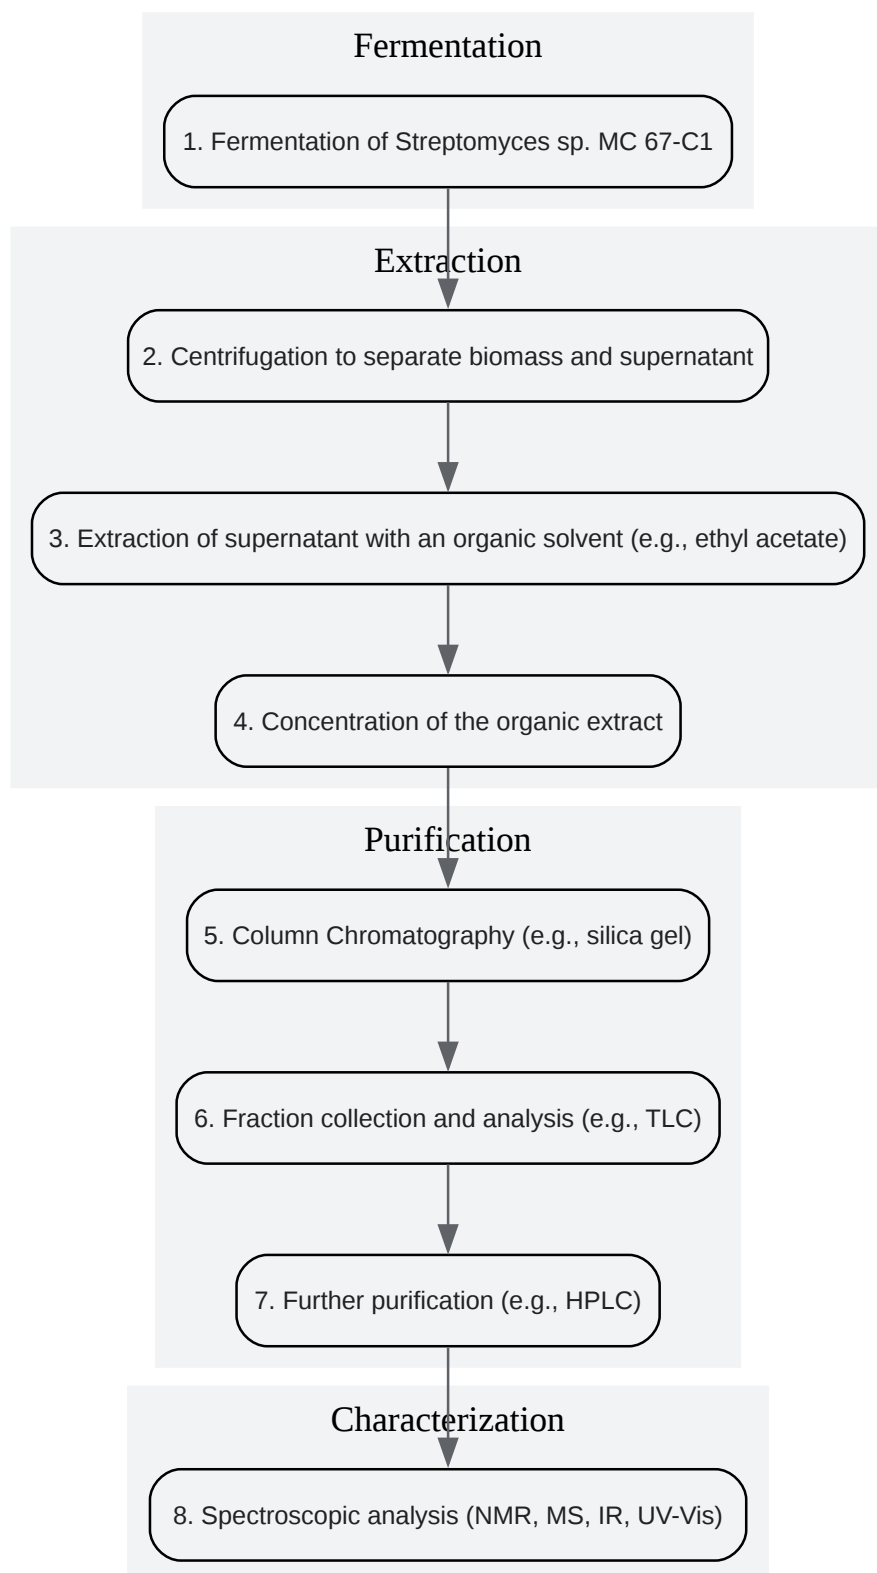 Fermentation
1. Fermentation of Streptomyces sp. MC 67-C1
Extraction
2. Centrifugation to separate biomass and supernatant
3. Extraction of supernatant with an organic solvent (e.g., ethyl acetate)
4. Concentration of the organic extract
Purification
5. Column Chromatography (e.g., silica gel)
6. Fraction collection and analysis (e.g., TLC)
7. Further purification (e.g., HPLC)
Characterization
8. Spectroscopic analysis (NMR, MS, IR, UV-Vis)